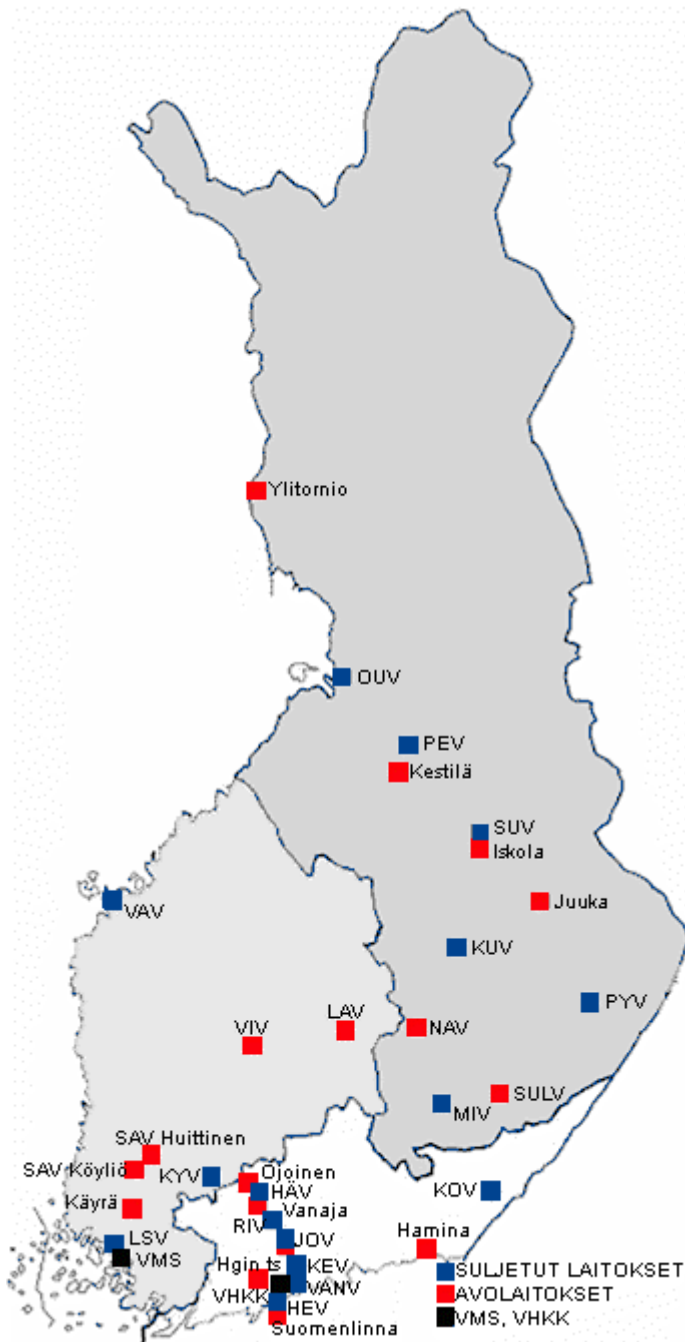 Ylitornio
OUV
PEV
Kestilä
SUV
Iskola
VAV
Juuka
KUV
PYV
LAV
NAV
VIV
SULV
MIV
SAV Huittinen
SAV Köyliö
KYV
Ojoinen
HÄV
KOV
Käyrä
Vanaja
RIV
LSV
JOV
Hamina
VMS
Hgin ts
KEV
SULJETUT LAITOKSET
VHKK
VANV
AVOLAITOKSET
HEV
VMS, VHKK
Suomenlinna